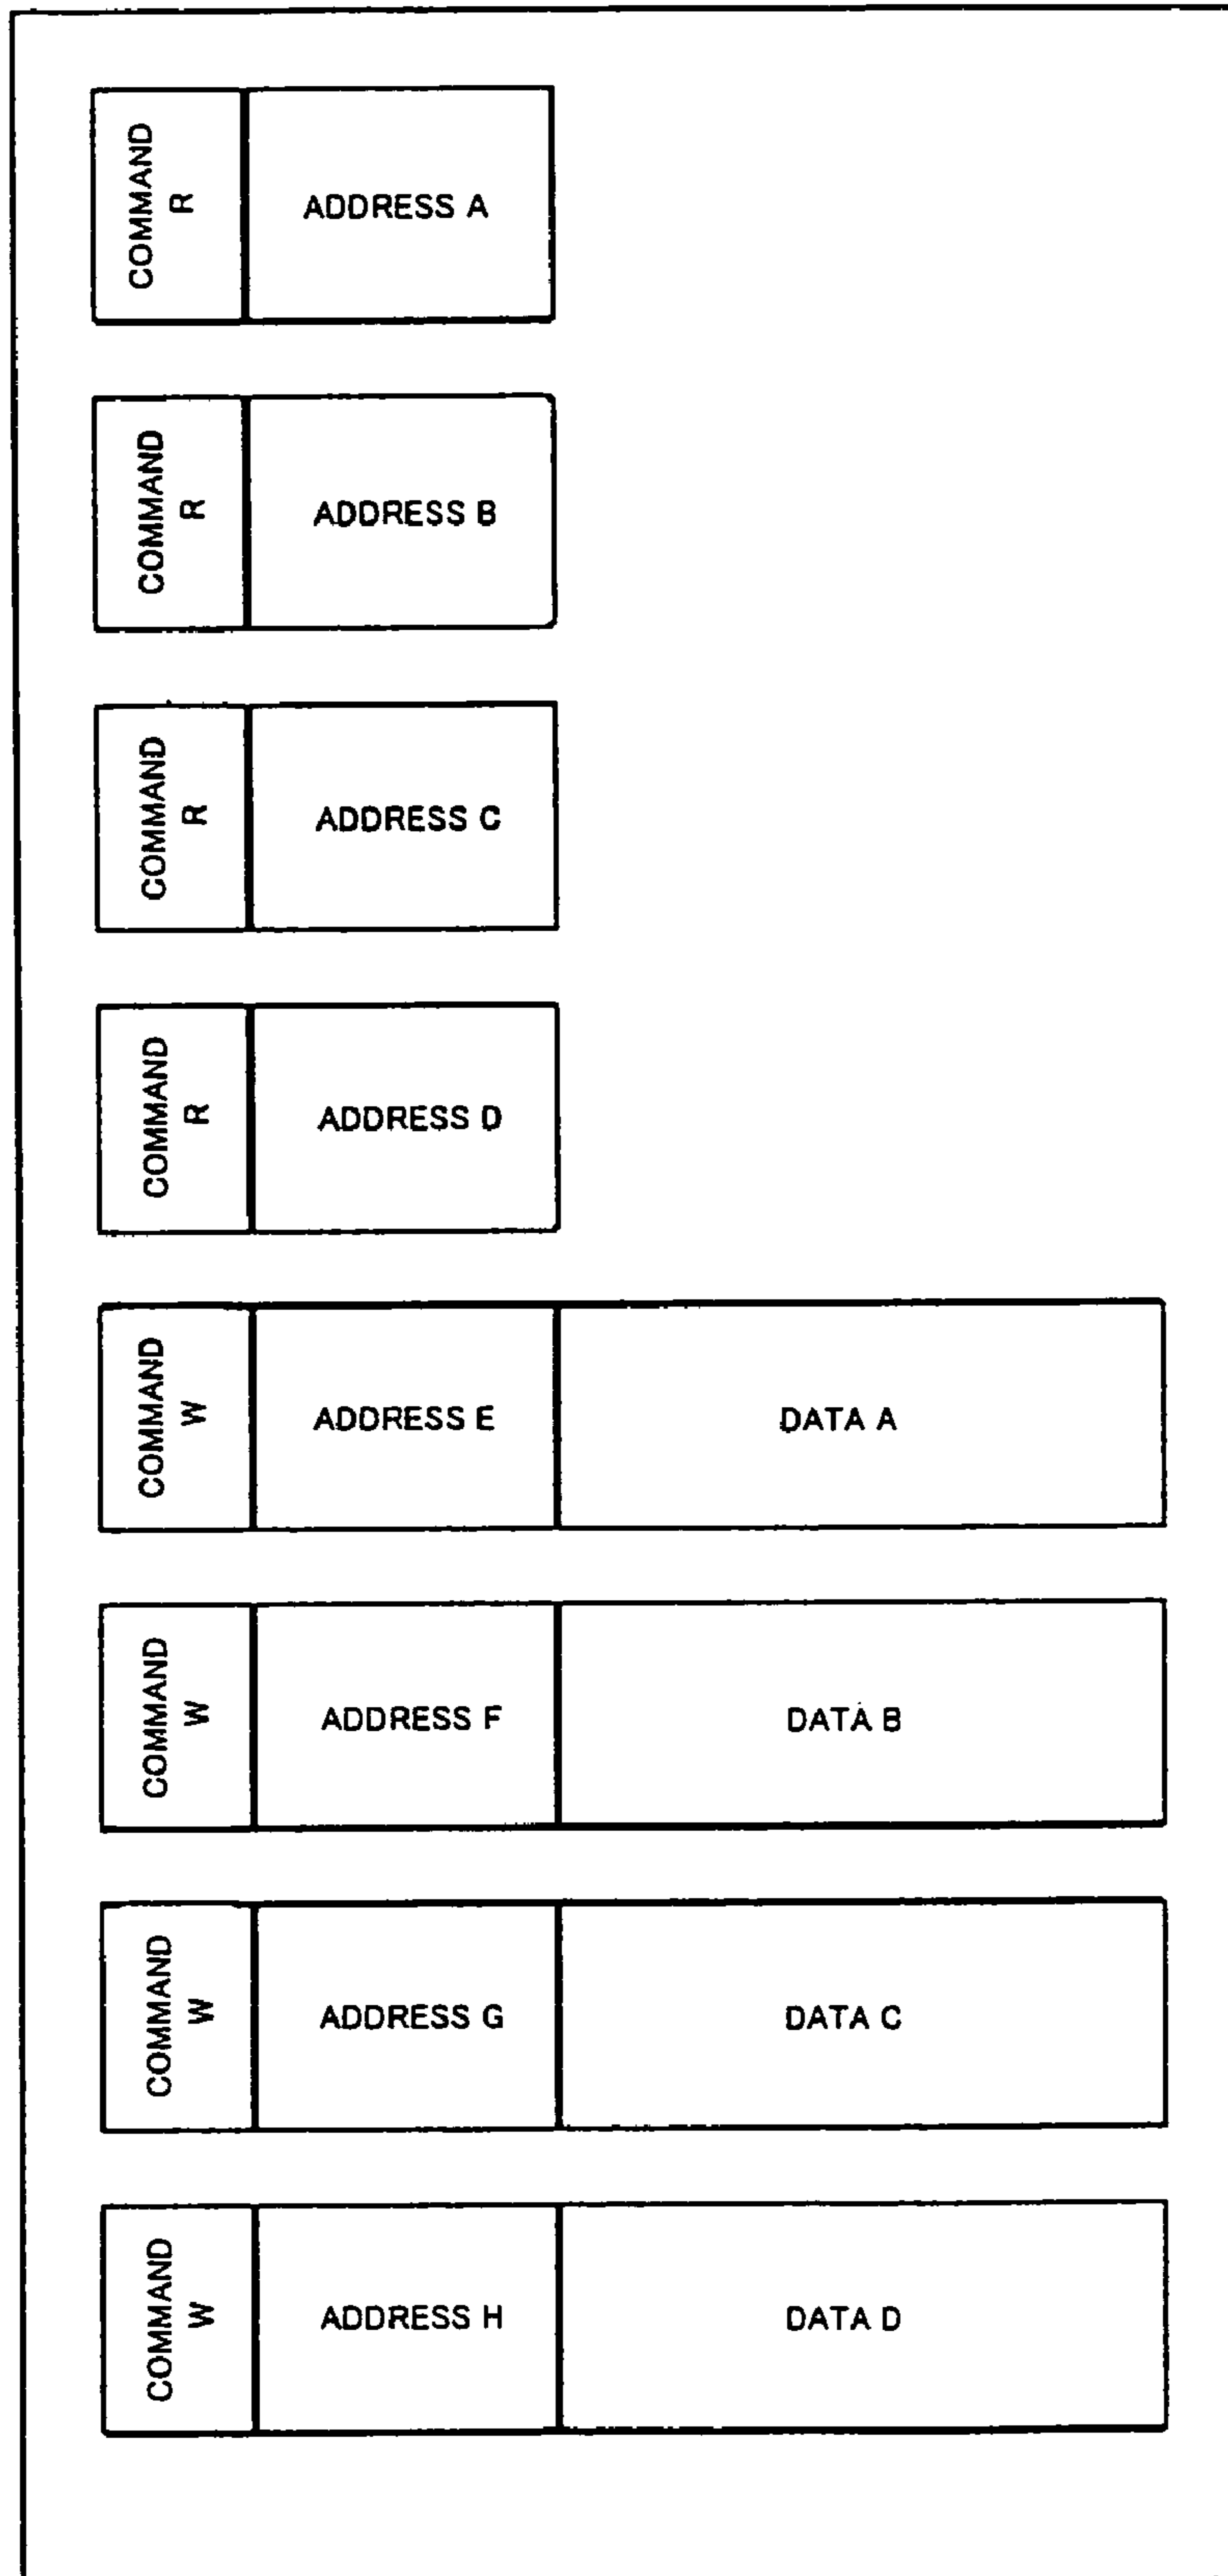 COMMAND
R
ADDRESS A
COMMAND
R
ADDRESS B
COMMAND
R
ADDRESS C
COMMAND
R
ADDRESS D
COMMAND
W
ADDRESS E
DATA A
COMMAND
W
ADDRESS F
DATA B
COMMAND
W
ADDRESS G
DATA C
COMMAND
W
ADDRESS H
DATA D